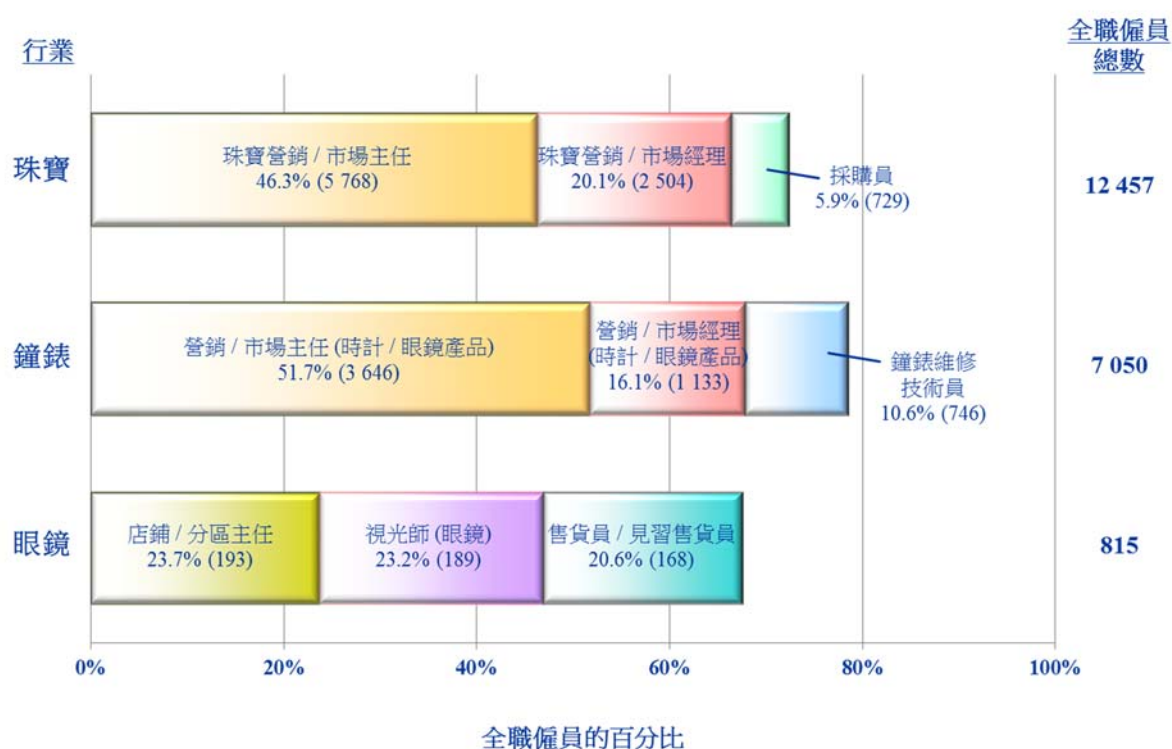 行業
全職僱員
總數
珠寶
珠寶營銷 / 市場主任
46.3% (5 768)
珠寶營銷 / 市場經理
20.1% (2 504)
採購員
5.9% (729)
12 457
鐘錶
營銷 / 市場主任 (時計 / 眼鏡產品)
51.7% (3 646)
營銷 / 市場經理
(時計 / 眼鏡產品)
16.1% (1 133)
鐘錶維修
技術員
10.6% (746)
7 050
眼鏡
店鋪 / 分區主任
23.7% (193)
視光師 (眼鏡)
23.2% (189)
售貨員 / 見習售貨員
20.6% (168)
815
0%
20%
40%
60%
80%
100%
全職僱員的百分比